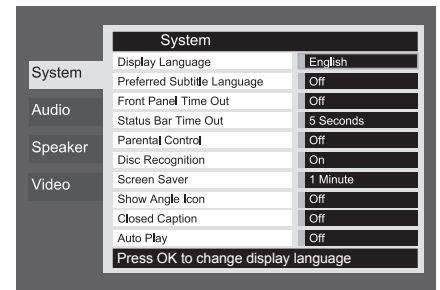 System
System
Audio
Speaker
Video
Display Language English
Preferred Subtitle Language Off
Front Panel Time Out Off
Status Bar Time Out 5 Seconds
Parental Control Off
Disc Recognition On
Screen Saver 1 Minute
Show Angle Icon Off
Closed Caption Off
Auto Play Off
Press OK to change display language